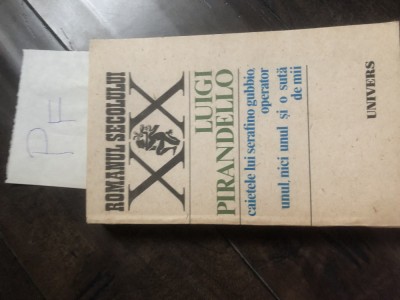 PF
ROMANUL SECOLULUI
XX
LUIGI
PIRANDELLO
caietele lui serafino gubbio,
operator
unul, nici unul și o sută
de mii
UNIVERS